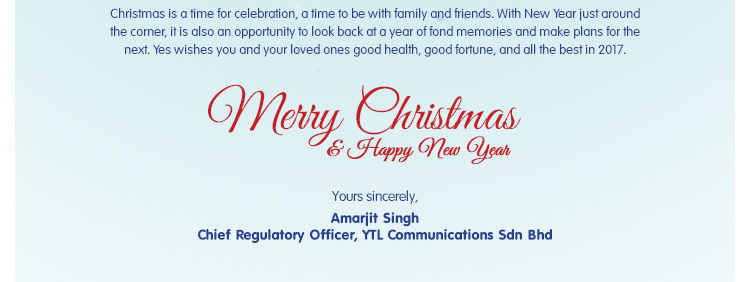 Christmas is a time for celebration, a time to be with family and friends. With New Year just around
the corner, it is also an opportunity to look back at a year of fond memories and make plans for the
next. Yes wishes you and your loved ones good health, good fortune, and all the best in 2017.
Merry Christmas
& Happy New Year
Yours sincerely,
Amarjit Singh
Chief Regulatory Officer, YTL Communications Sdn Bhd